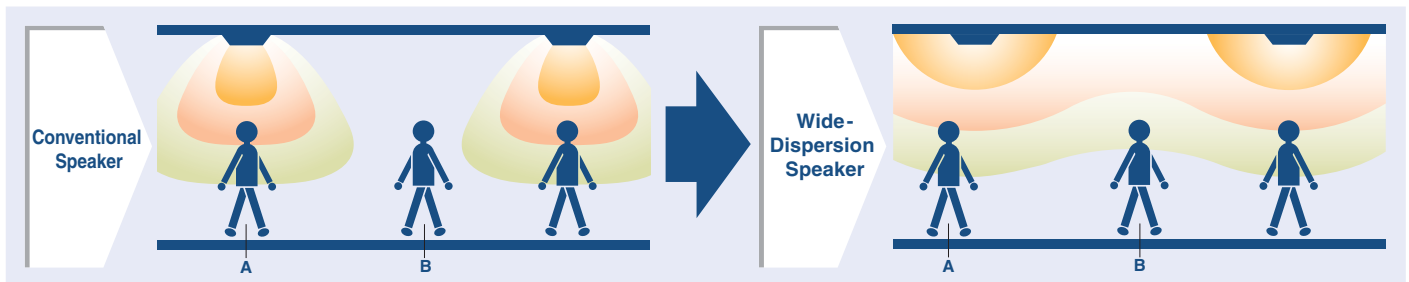 Conventional
Speaker
A
B
Wide-
Dispersion
Speaker
A
B